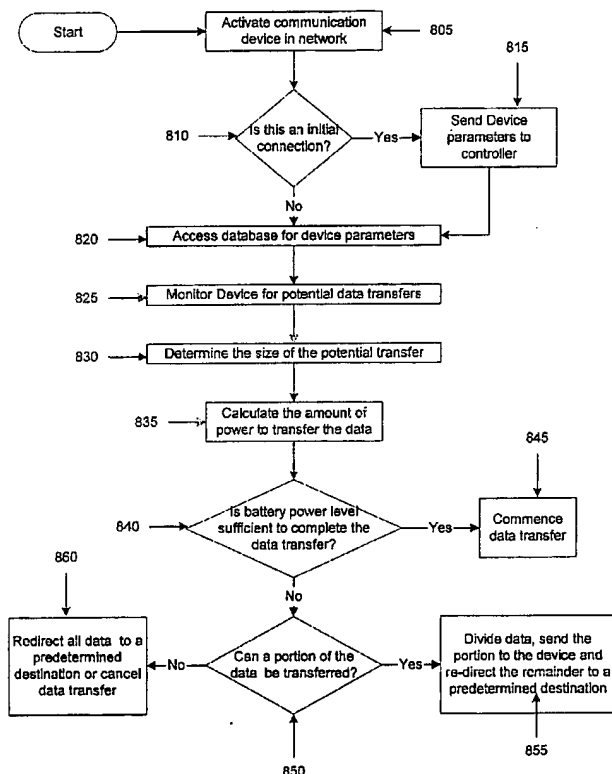 Start
Activate communication
device in network
805
815
810
Is this an initial
connection?
Yes
Send Device
parameters to
controller
No
820
Access database for device parameters
825
Monitor Device for potential data transfers
830
Determine the size of the potential transfer
835
Calculate the amount of
power to transfer the data
845
840
Is battery power level
sufficient to complete the
data transfer?
Yes
Commence
data transfer
860
No
Redirect all data to a
predetermined
destination or cancel
data transfer
No
Can a portion of the
data be transferred?
Yes
Divide data, send the
portion to the device and
re-direct the remainder to a
predetermined destination
850
855